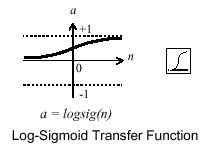 a
+1
n
0
-1
a = logsig(n)
Log-Sigmoid Transfer Function